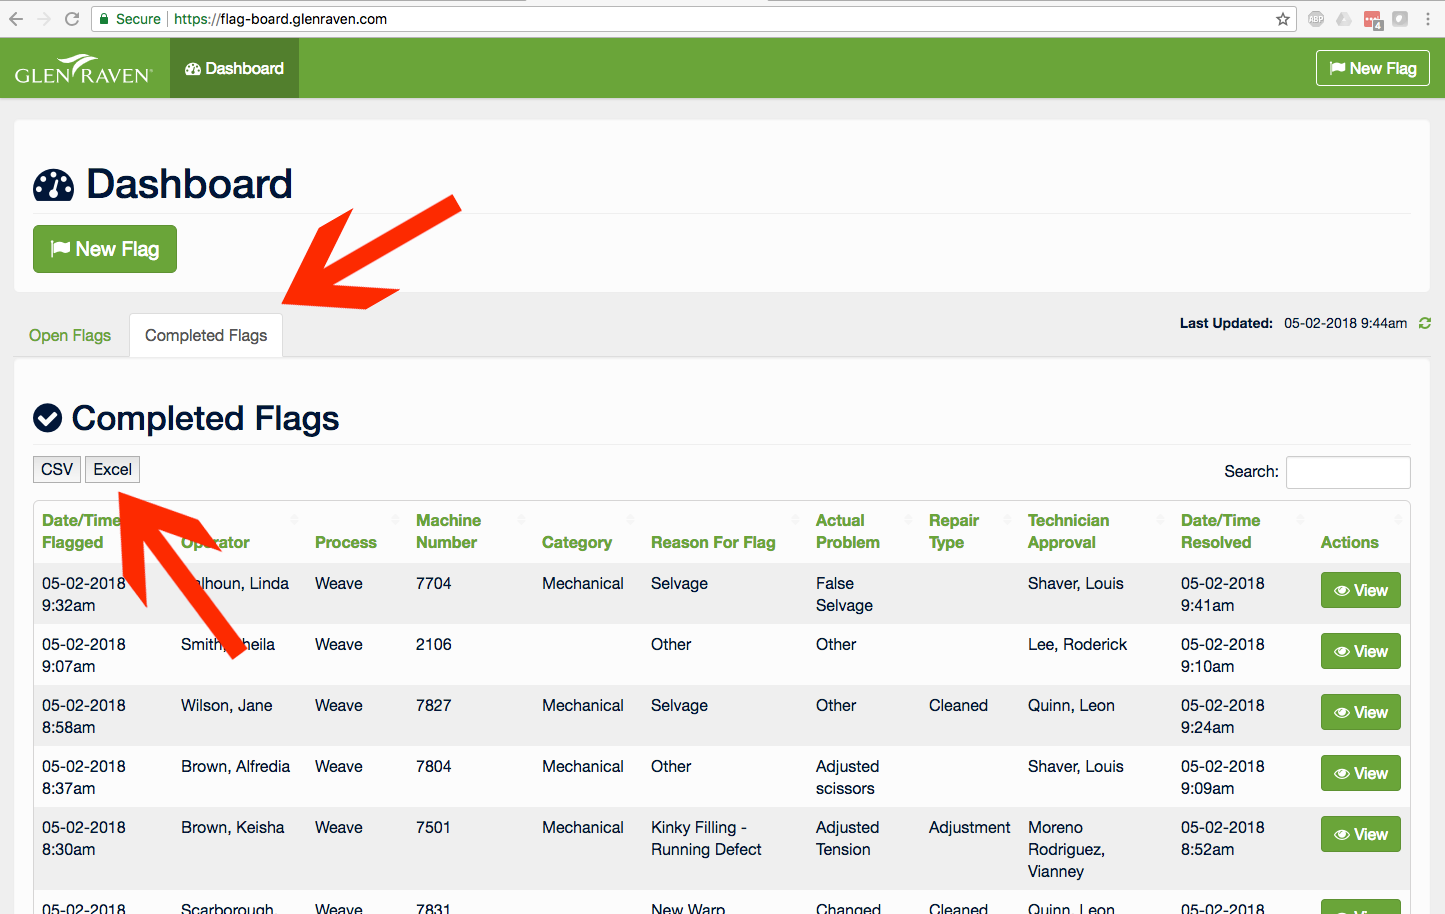 Secure https://flag-board.glenraven.com
ABP
4
GLEN RAVEN
Dashboard
New Flag
Dashboard
New Flag
Open Flags
Completed Flags
Last Updated: 05-02-2018 9:44am
Completed Flags
CSV
Excel
Search:
Date/Time
Flagged
Operator
Process
Machine
Number
Category
Reason For Flag
Actual
Problem
Repair
Type
Technician
Approval
Date/Time
Resolved
Actions
05-02-2018
9:32am
alhoun, Linda
Weave
7704
Mechanical
Selvage
False
Selvage
Shaver, Louis
05-02-2018
9:41am
View
05-02-2018
9:07am
Smith, heila
Weave
2106
Other
Other
Lee, Roderick
05-02-2018
9:10am
View
05-02-2018
8:58am
Wilson, Jane
Weave
7827
Mechanical
Selvage
Other
Cleaned
Quinn, Leon
05-02-2018
9:24am
View
05-02-2018
8:37am
Brown, Alfredia
Weave
7804
Mechanical
Other
Adjusted
scissors
Shaver, Louis
05-02-2018
9:09am
View
05-02-2018
8:30am
Brown, Keisha
Weave
7501
Mechanical
Kinky Filling -
Running Defect
Adjusted
Tension
Adjustment
Moreno
Rodriguez,
Vianney
05-02-2018
8:52am
View
05-02-2018
Scarborough,
Weave
7831
New Warp
Changed
Cleaned
Quinn, Leon
05-02-2018
View